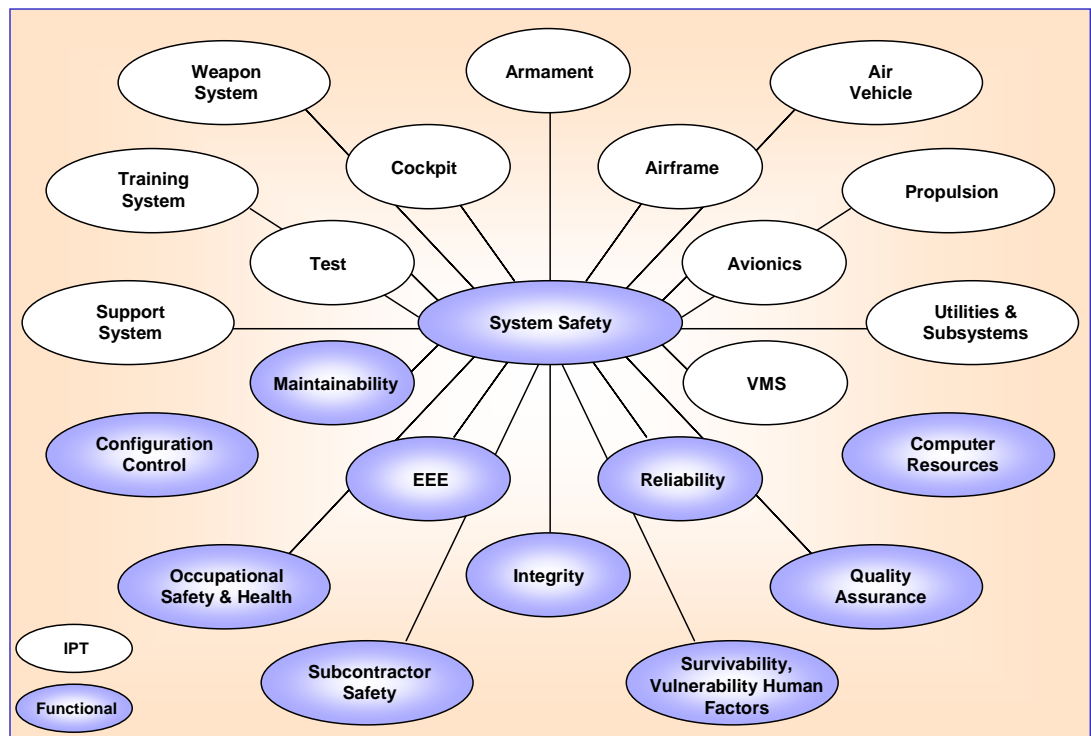 Weapon
System
Armament
Air
Vehicle
Cockpit
Airframe
Training
System
Propulsion
Test
Avionics
Support
System
System Safety
Utilities &
Subsystems
Maintainability
VMS
Configuration
Control
EEE
Reliability
Computer
Resources
Occupational
Safety & Health
Integrity
Quality
Assurance
IPT
Subcontractor
Safety
Survivability,
Vulnerability Human
Factors
Functional